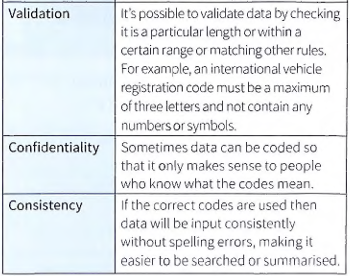 Validation It's possible to validate data by checking
it is a particular length or within a
certain range or matching other rules.
For example, an international vehicle
registration code must be a maximum
of three letters and not contain any
numbers or symbols.
Confidentiality Sometimes data can be coded so
that it only makes sense to people
who know what the codes mean.
Consistency If the correct codes are used then
data will be input consistently
without spelling errors, making it
easier to be searched or summarised.